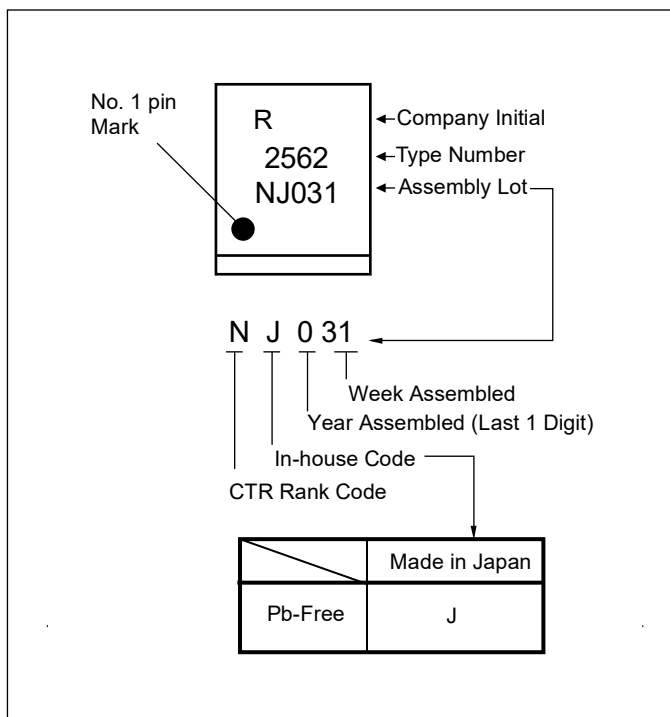 No. 1 pin
Mark
R
2562
NJ031
Company Initial
Type Number
Assembly Lot
N J 0 31
Week Assembled
Year Assembled (Last 1 Digit)
In-house Code
CTR Rank Code
Made in Japan
Pb-Free
J